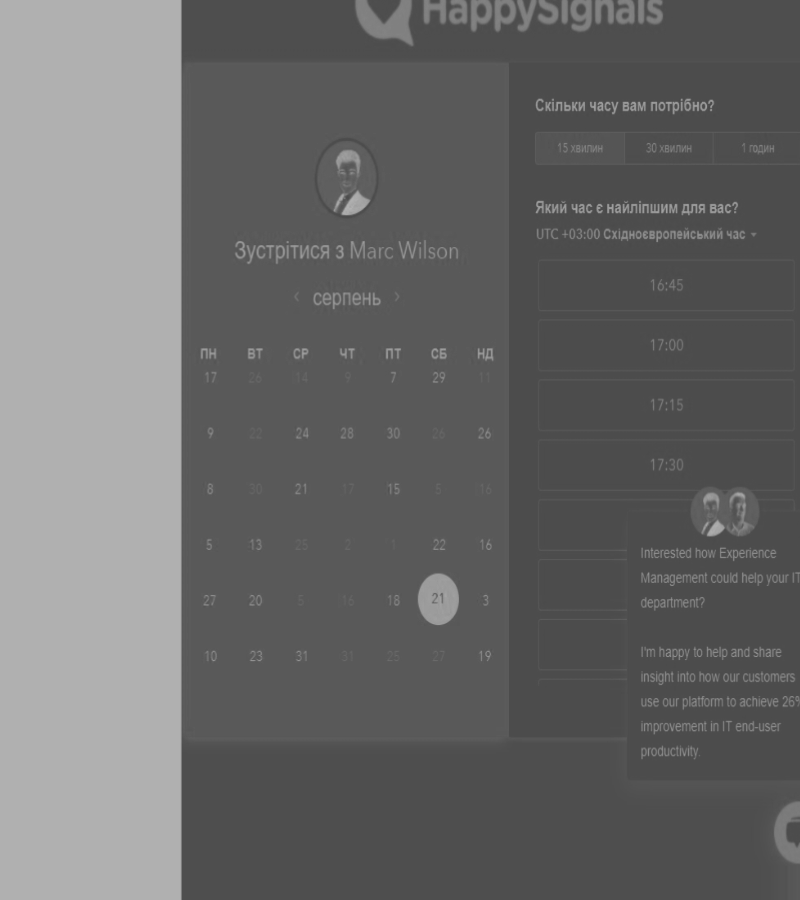 HappySignals
Зустрітися з Marc Wilson
серпень
ПН ВТ СР ЧТ ПТ СБ НД
17 26 14 9 7 29 11
9 22 24 28 30 26 26
8 30 21 17 15 5 16
5 13 25 2 1 22 16
27 20 5 16 18 21 3
10 23 31 31 25 27 19
Скільки часу вам потрібно?
15 хвилин 30 хвилин 1 годин
Який час є найліпшим для вас?
UTC +03:00 Східноєвропейський час
16:45
17:00
17:15
17:30
Interested how Experience
Management could help your IT
department?
I'm happy to help and share
insight into how our customers
use our platform to achieve 26%
improvement in IT end-user
productivity.